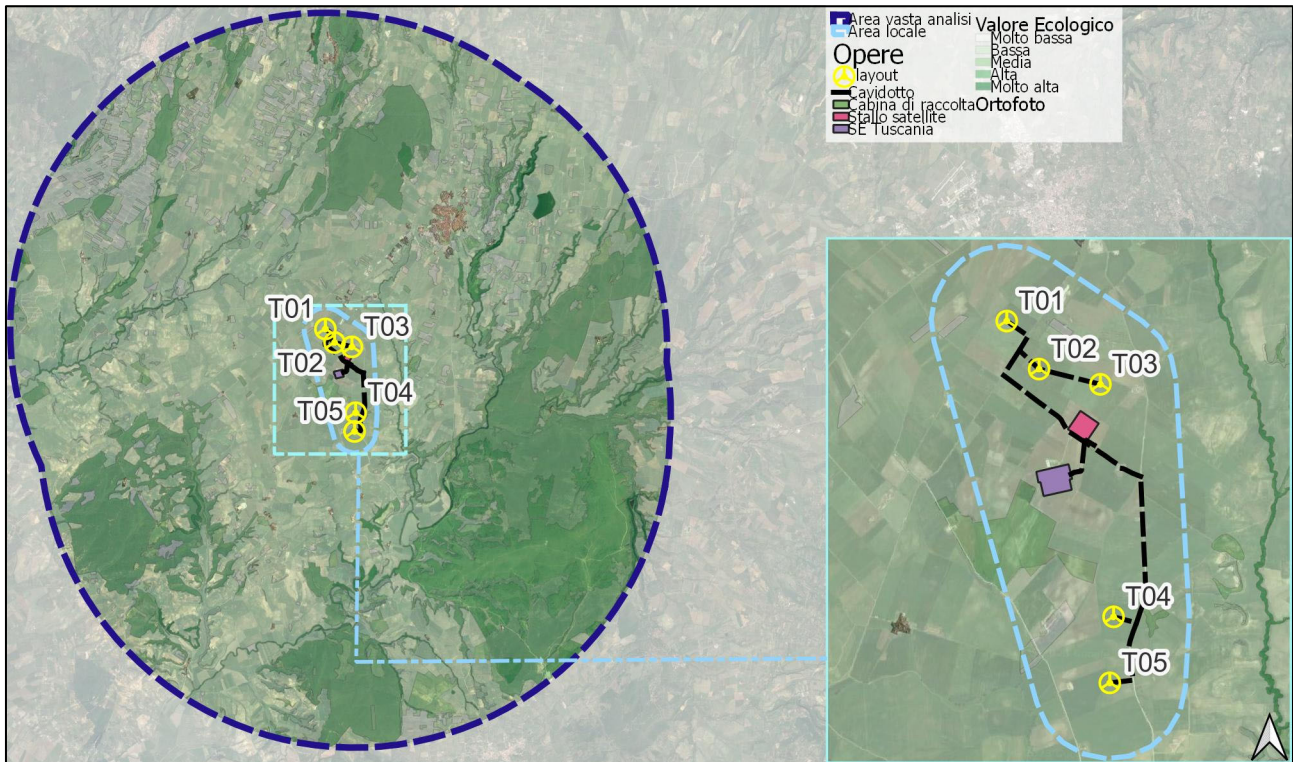 Area vasta analisi
Area locale
Opere
layout
Cavidotto
Cabina di raccolta
Stallo satellite
SE Tuscania
Valore Ecologico
Molto bassa
Bassa
Media
Alta
Molto alta
Ortofoto
T01
T03
T02
T04
T05
T01
T02
T03
T04
T05